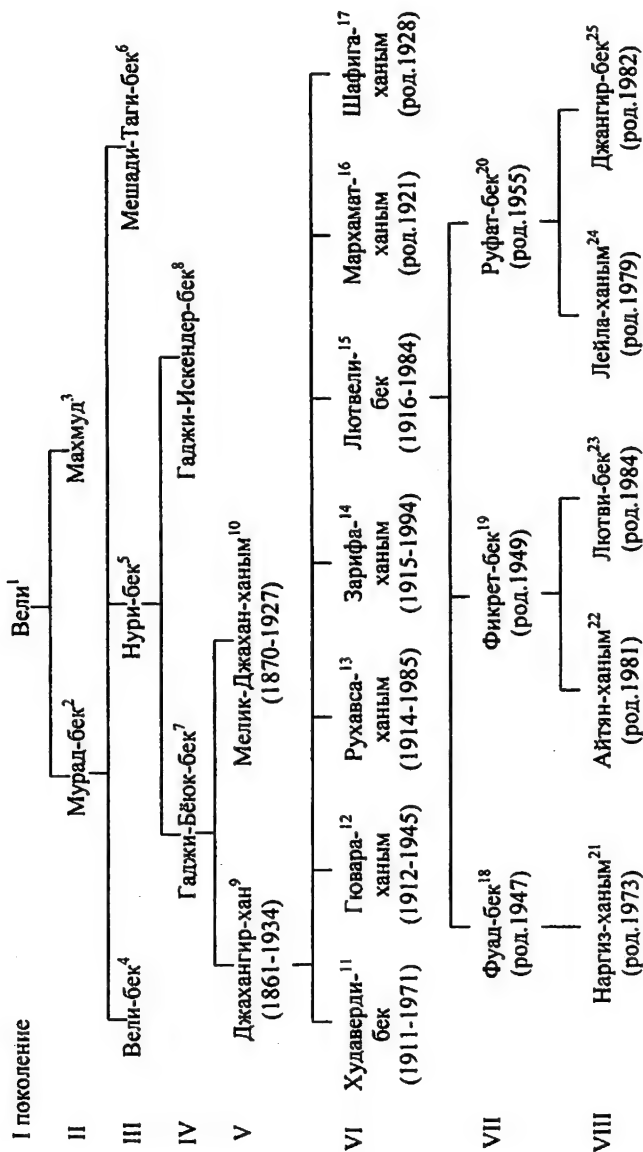 I поколение Вели¹
II Мурад-бек² Махмуд³
III Вели-бек⁴ Нури-бек⁵ Мешади-Таги-бек⁶
IV Гаджи-Бёюк-бек⁷ Гаджи-Искендер-бек⁸
V Джахангир-хан⁹ Мелик-Джахан-ханым¹⁰
(1861-1934) (1870-1927)
VI Худаверди-¹¹ Гювара-¹² Рухавса-¹³ Зарифа-¹⁴ Лютвели-¹⁵ Мархамат-¹⁶ Шафига-¹⁷
бек ханым ханым ханым бек ханым ханым
(1911-1971) (1912-1945) (1914-1985) (1915-1994) (1916-1984) (род.1921) (род.1928)
VII Фуад-бек¹⁸ Фикрет-бек¹⁹ Руфат-бек²⁰
(род.1947) (род.1949) (род.1955)
VIII Наргиз-ханым²¹ Айтян-ханым²² Лютви-бек²³ Лейла-ханым²⁴ Джангир-бек²⁵
(род.1973) (род.1981) (род.1984) (род.1979) (род.1982)